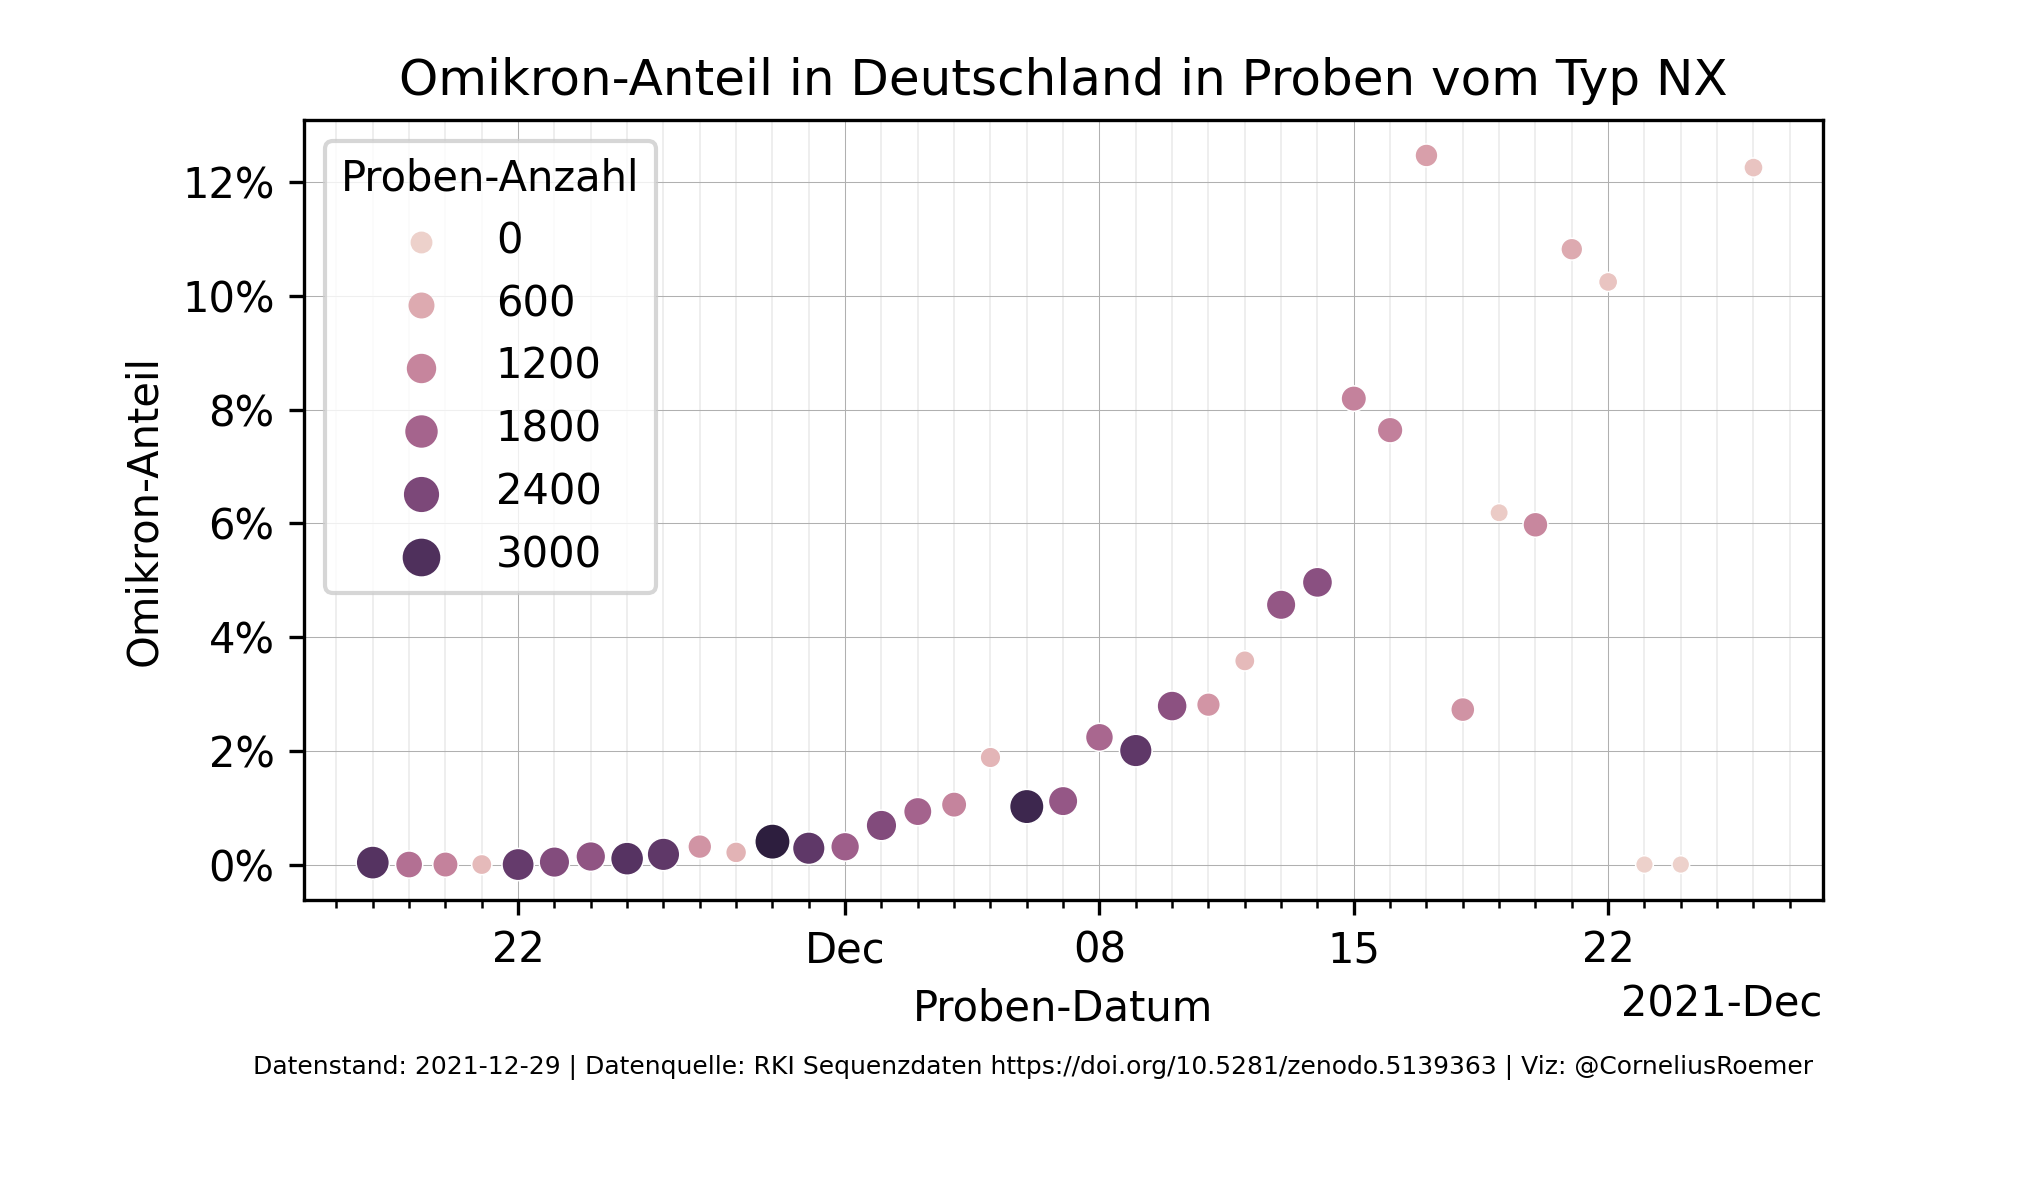 Omikron-Anteil in Deutschland in Proben vom Typ NX
Omikron-Anteil
12%
10%
8%
6%
4%
2%
0%
Proben-Anzahl
0
600
1200
1800
2400
3000
22
Dec
08
15
22
Proben-Datum
2021-Dec
Datenstand: 2021-12-29 | Datenquelle: RKI Sequenzdaten https://doi.org/10.5281/zenodo.5139363 | Viz: @CorneliusRoemer